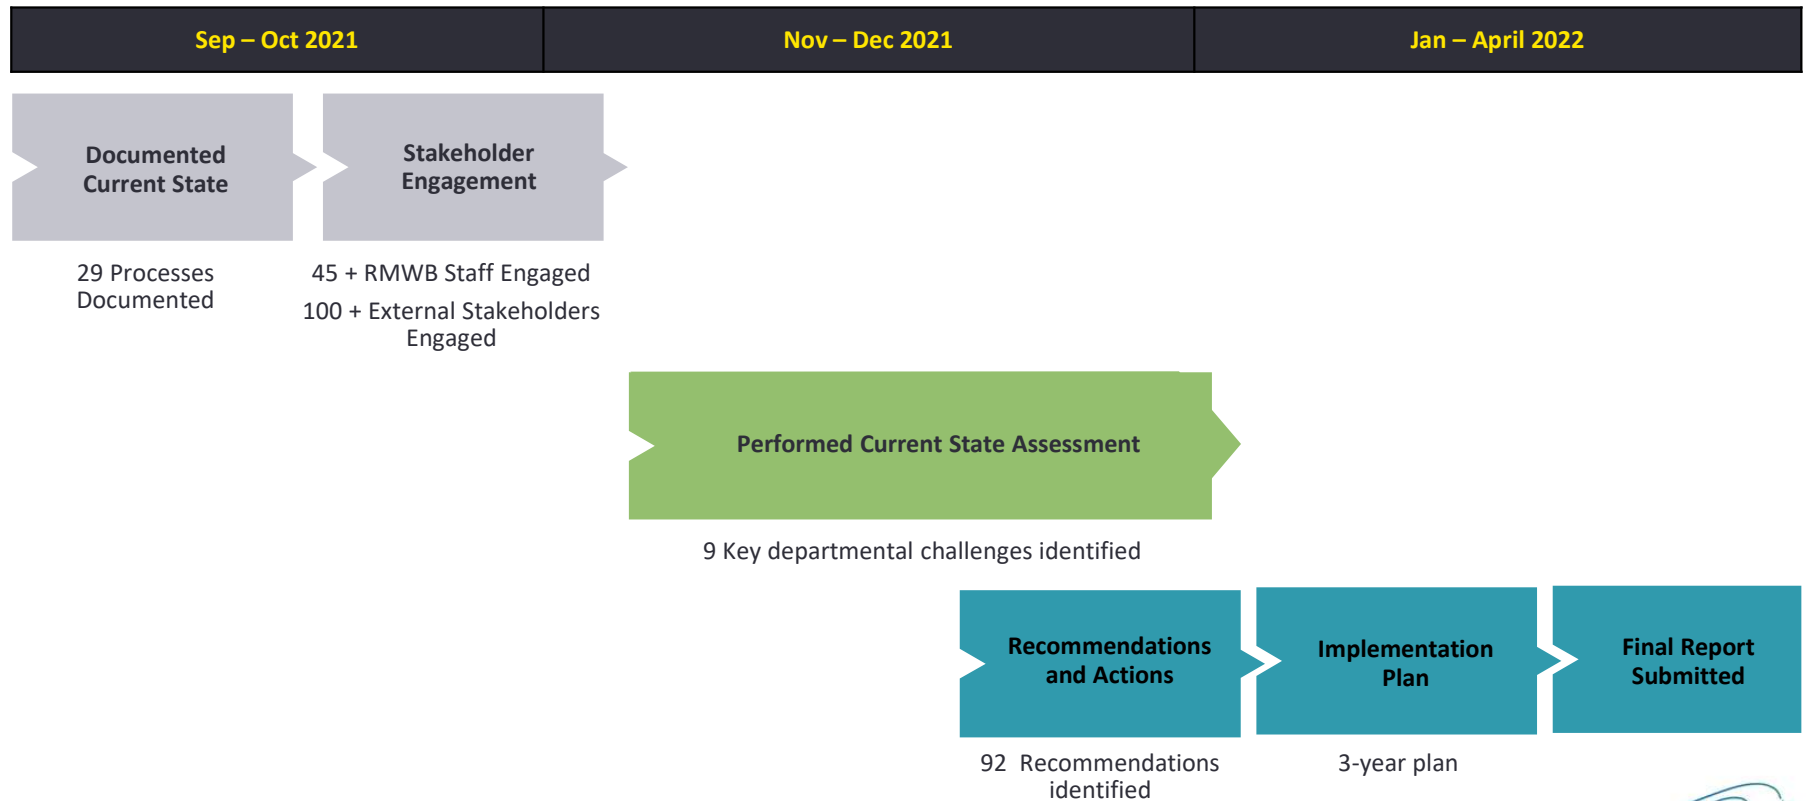 Sep – Oct 2021
Nov – Dec 2021
Jan – April 2022
Documented
Current State
Stakeholder
Engagement
29 Processes
Documented
45 + RMWB Staff Engaged
100 + External Stakeholders
Engaged
Performed Current State Assessment
9 Key departmental challenges identified
Recommendations
and Actions
Implementation
Plan
Final Report
Submitted
92 Recommendations
identified
3-year plan